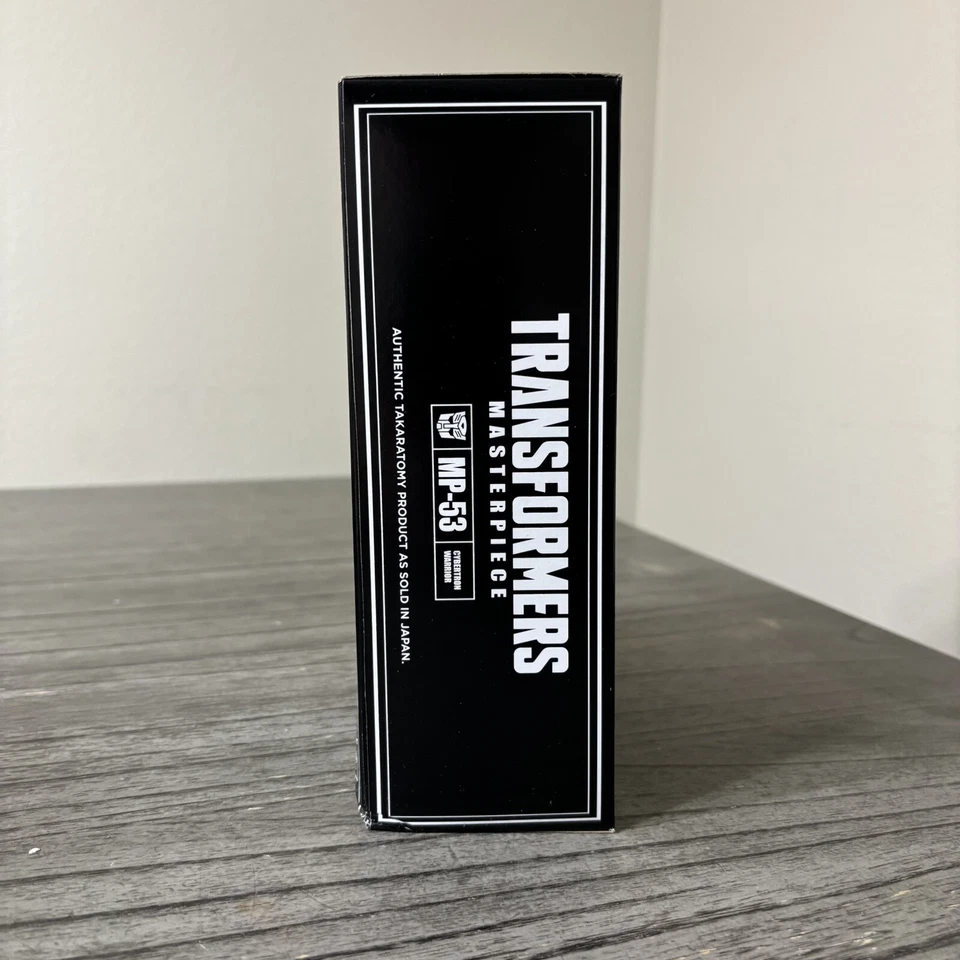 TRANSFORMERS
MASTERPIECE
MP-53
CYBERTRON
WARRIOR
AUTHENTIC TAKARATOMY PRODUCT AS SOLD IN JAPAN.